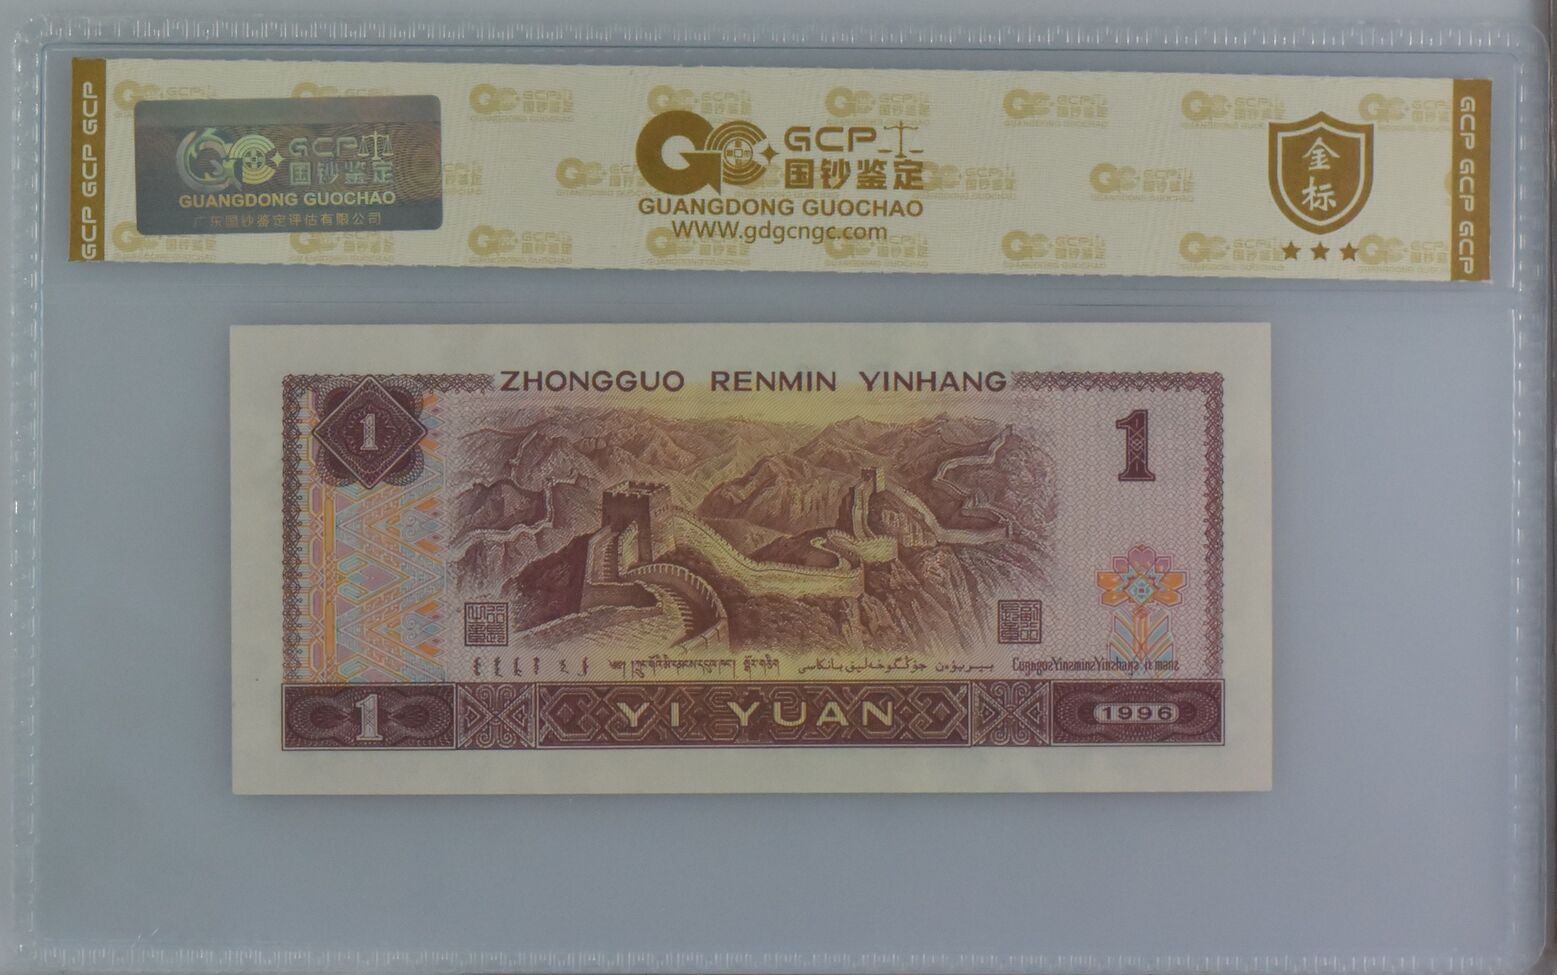 GCP GCP GCP
GCP 国钞鉴定
GUANGDONG GUOCHAO
广东国钞鉴定评估有限公司
GCP
国钞鉴定
GUANGDONG GUOCHAO
WWW.gdgcngc.com
金标
GCP GCP GCP
ZHONGGUO RENMIN YINHANG
1
1
1
YI YUAN
1996